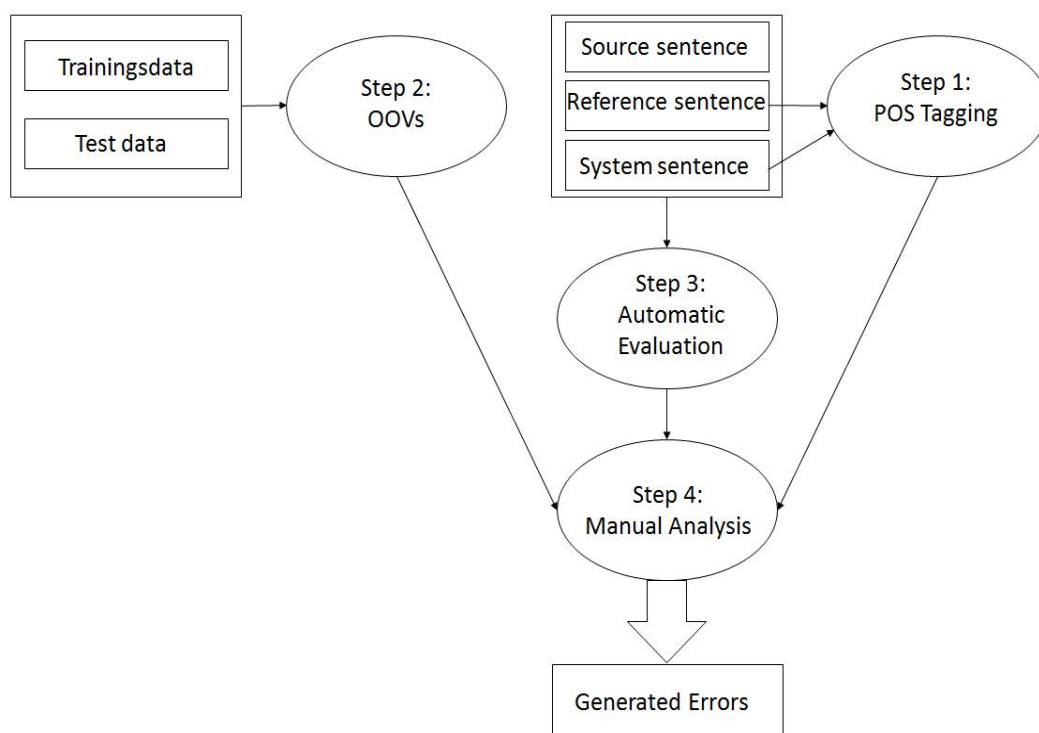 Trainingsdata
Test data
Step 2:
OOVs
Source sentence
Reference sentence
System sentence
Step 1:
POS Tagging
Step 3:
Automatic
Evaluation
Step 4:
Manual Analysis
Generated Errors